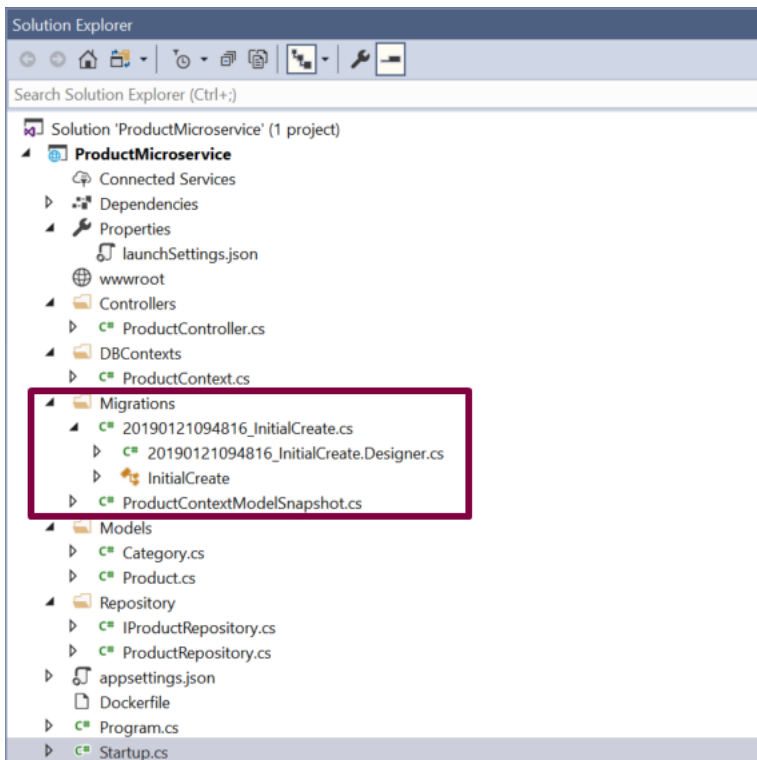 Solution Explorer
Search Solution Explorer (Ctrl+;)
Solution 'ProductMicroservice' (1 project)
ProductMicroservice
Connected Services
Dependencies
Properties
launchSettings.json
wwwroot
Controllers
C# ProductController.cs
DBContexts
C# ProductContext.cs
Migrations
C# 20190121094816_InitialCreate.cs
C# 20190121094816_InitialCreate.Designer.cs
InitialCreate
C# ProductContextModelSnapshot.cs
Models
C# Category.cs
C# Product.cs
Repository
C# IProductRepository.cs
C# ProductRepository.cs
appsettings.json
Dockerfile
C# Program.cs
C# Startup.cs